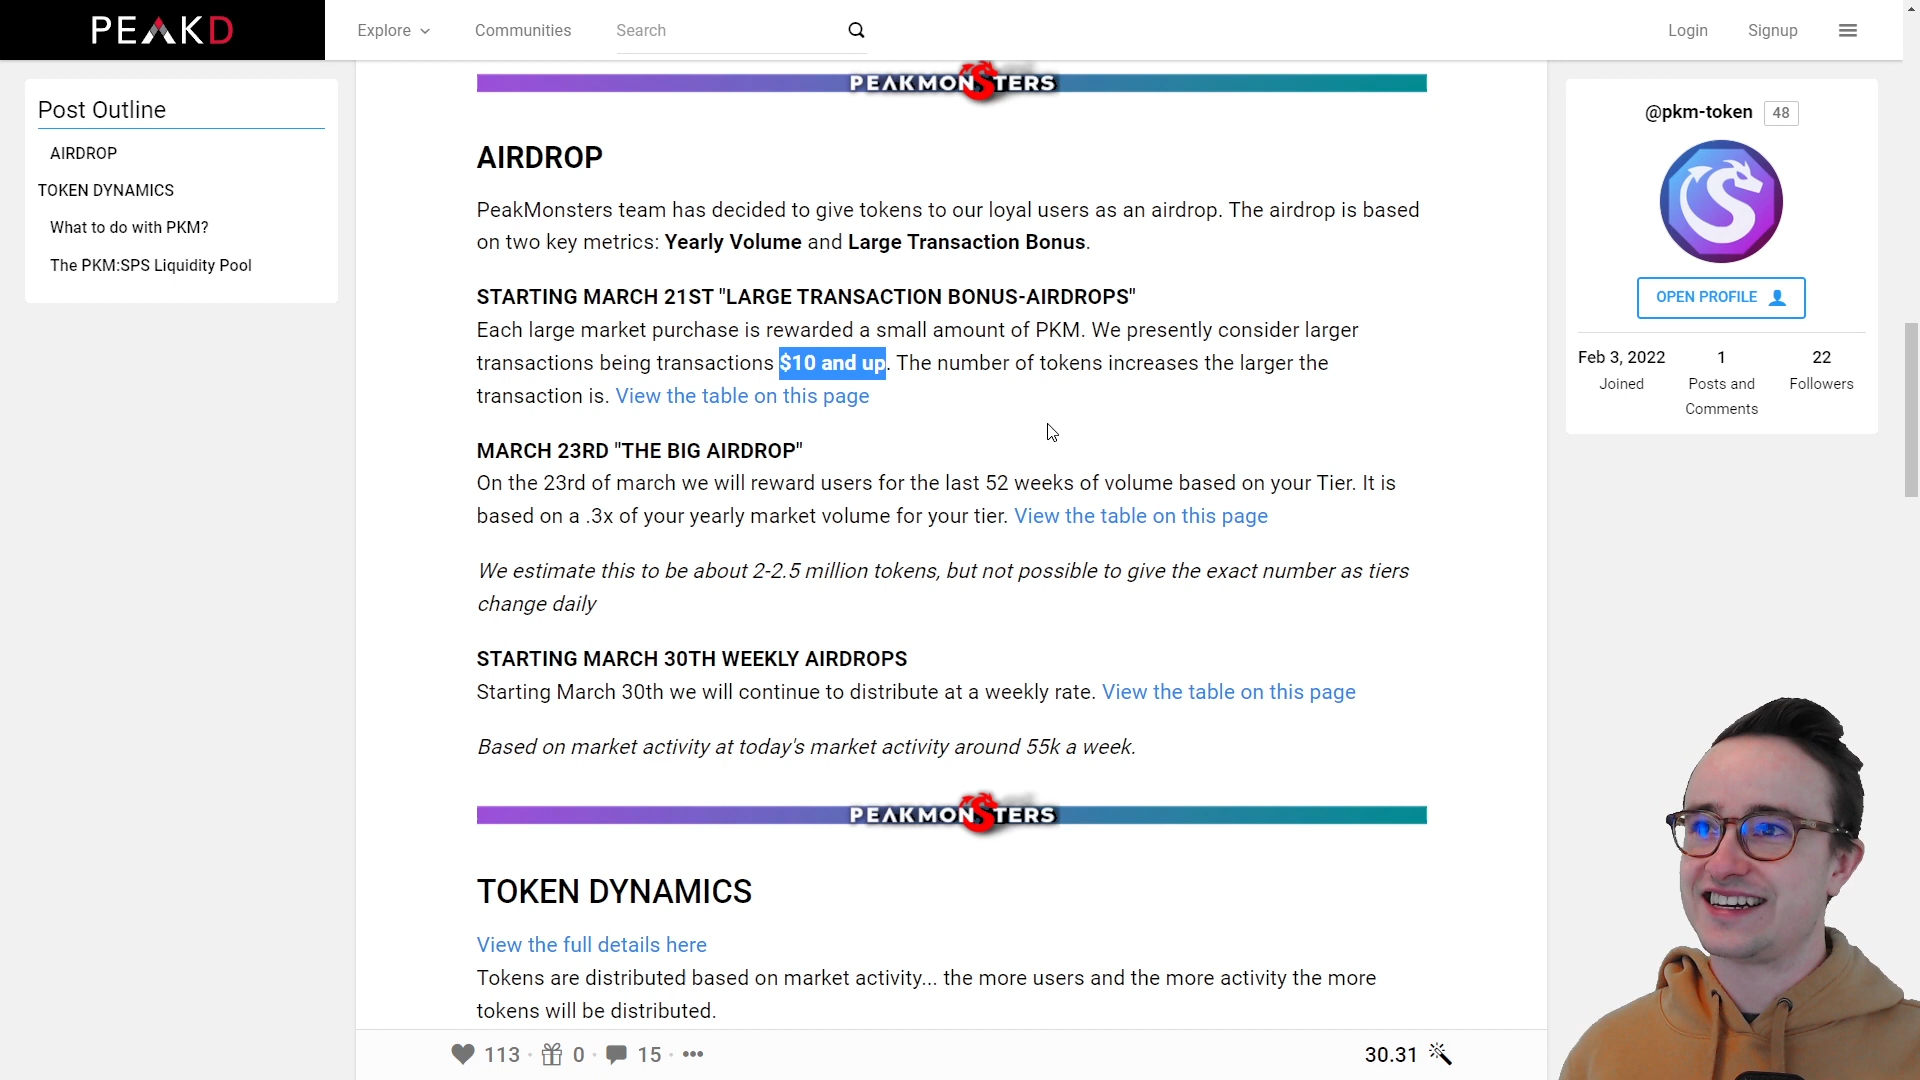 PEAKD
Explore
Communities
Search
Login
Signup
Post Outline
AIRDROP
TOKEN DYNAMICS
What to do with PKM?
The PKM:SPS Liquidity Pool
PEAKMONSTERS
AIRDROP
PeakMonsters team has decided to give tokens to our loyal users as an airdrop. The airdrop is based
on two key metrics: Yearly Volume and Large Transaction Bonus.
STARTING MARCH 21ST "LARGE TRANSACTION BONUS-AIRDROPS"
Each large market purchase is rewarded a small amount of PKM. We presently consider larger
transactions being transactions $10 and up. The number of tokens increases the larger the
transaction is. View the table on this page
MARCH 23RD "THE BIG AIRDROP"
On the 23rd of march we will reward users for the last 52 weeks of volume based on your Tier. It is
based on a .3x of your yearly market volume for your tier. View the table on this page
We estimate this to be about 2-2.5 million tokens, but not possible to give the exact number as tiers
change daily
STARTING MARCH 30TH WEEKLY AIRDROPS
Starting March 30th we will continue to distribute at a weekly rate. View the table on this page
Based on market activity at today's market activity around 55k a week.
PEAKMONSTERS
TOKEN DYNAMICS
View the full details here
Tokens are distributed based on market activity... the more users and the more activity the more
tokens will be distributed.
113 · 0 · 15 · •••
30.31
@pkm-token 48
OPEN PROFILE
Feb 3, 2022
Joined
1
Posts and
Comments
22
Followers